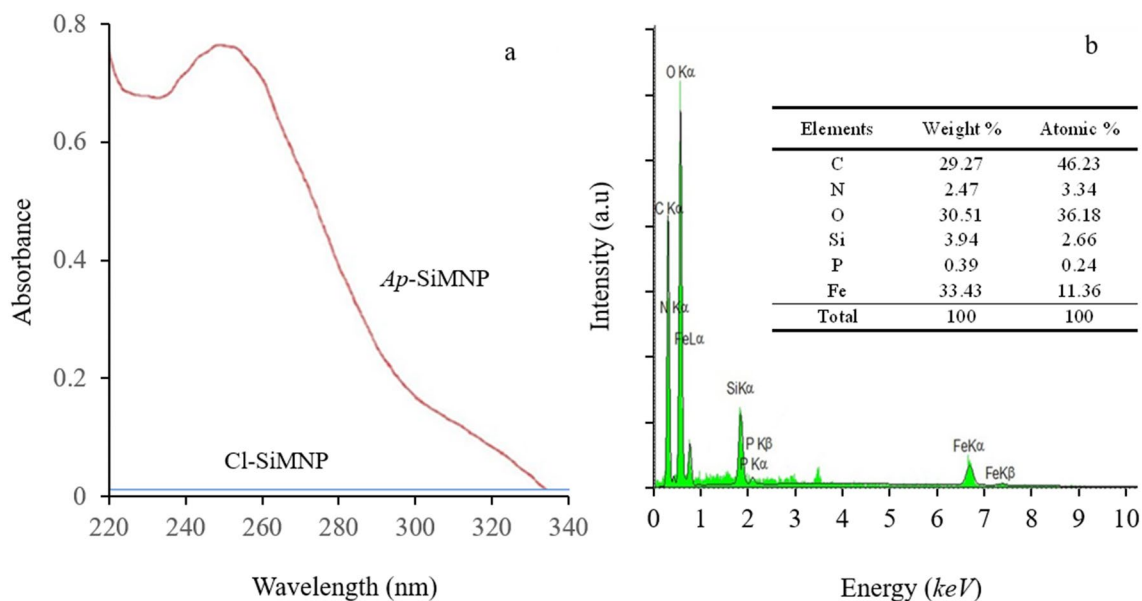 a
0.8
0.6
0.4
0.2
0
Absorbance
Ap-SiMNP
Cl-SiMNP
220 240 260 280 300 320 340
Wavelength (nm)
b
Intensity (a.u)
O Kα
C Kα
N Kα
FeLα
SiKα
P Kβ
P Kα
FeKα
FeKβ
Elements Weight % Atomic %
C 29.27 46.23
N 2.47 3.34
O 30.51 36.18
Si 3.94 2.66
P 0.39 0.24
Fe 33.43 11.36
Total 100 100
0 1 2 3 4 5 6 7 8 9 10
Energy (keV)